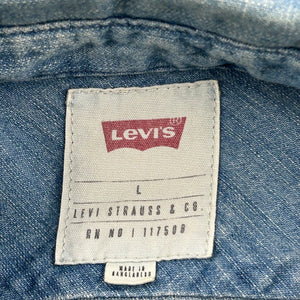 LEVI'S®
L
LEVI STRAUSS & CO.
RN NO | 117508
MADE IN
BANGLADESH